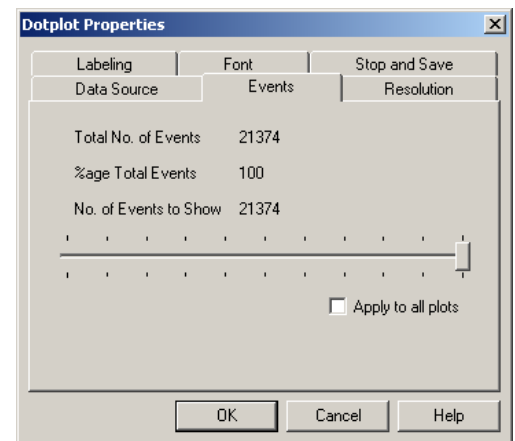 Dotplot Properties
Labeling Font Stop and Save
Data Source Events Resolution
Total No. of Events 21374
%age Total Events 100
No. of Events to Show 21374
Apply to all plots
OK Cancel Help